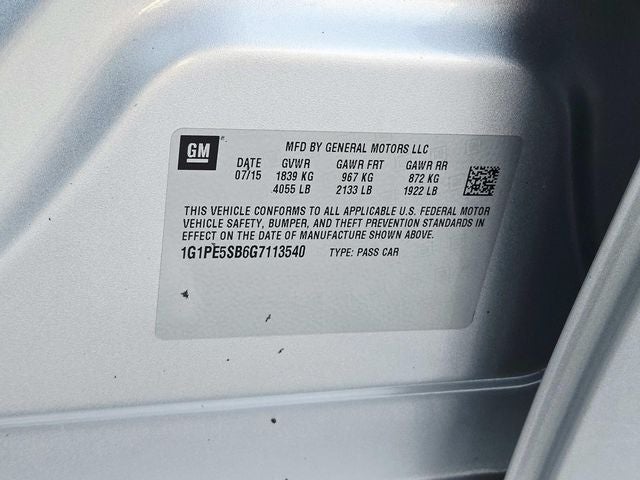 GM
MFD BY GENERAL MOTORS LLC
DATE GVWR GAWR FRT GAWR RR
07/15 1839 KG 967 KG 872 KG
4055 LB 2133 LB 1922 LB
THIS VEHICLE CONFORMS TO ALL APPLICABLE U.S. FEDERAL MOTOR
VEHICLE SAFETY, BUMPER, AND THEFT PREVENTION STANDARDS IN
EFFECT ON THE DATE OF MANUFACTURE SHOWN ABOVE.
1G1PE5SB6G7113540 TYPE: PASS CAR